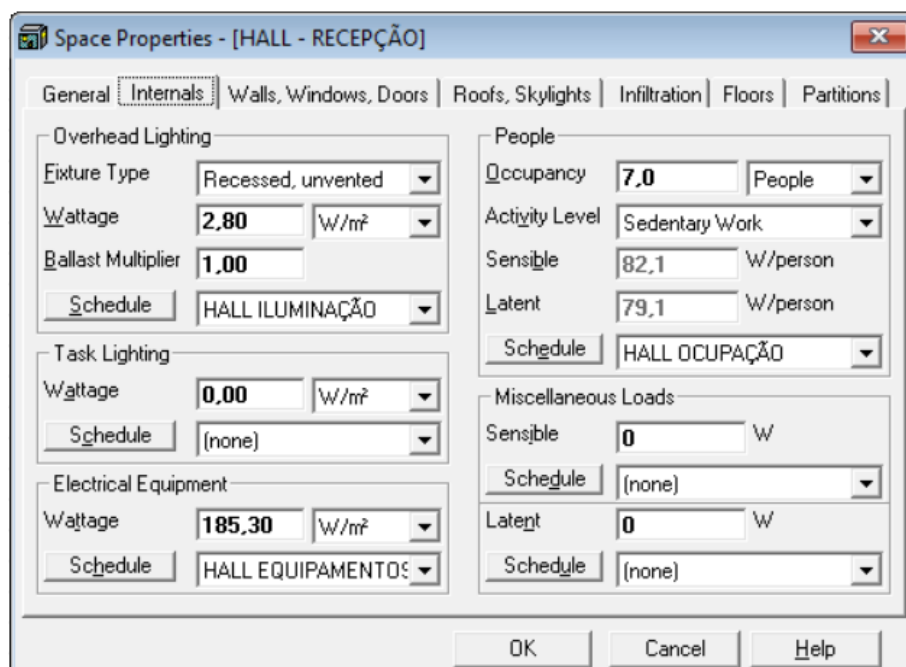 Space Properties - [HALL - RECEPÇÃO]
General Internals Walls, Windows, Doors Roofs, Skylights Infiltration Floors Partitions
Overhead Lighting
Fixture Type Recessed, unvented
Wattage 2,80 W/m²
Ballast Multiplier 1,00
Schedule HALL ILUMINAÇÃO
Task Lighting
Wattage 0,00 W/m²
Schedule (none)
Electrical Equipment
Wattage 185,30 W/m²
Schedule HALL EQUIPAMENTOS
People
Occupancy 7,0 People
Activity Level Sedentary Work
Sensible 82,1 W/person
Latent 79,1 W/person
Schedule HALL OCUPAÇÃO
Miscellaneous Loads
Sensible 0 W
Schedule (none)
Latent 0 W
Schedule (none)
OK Cancel Help